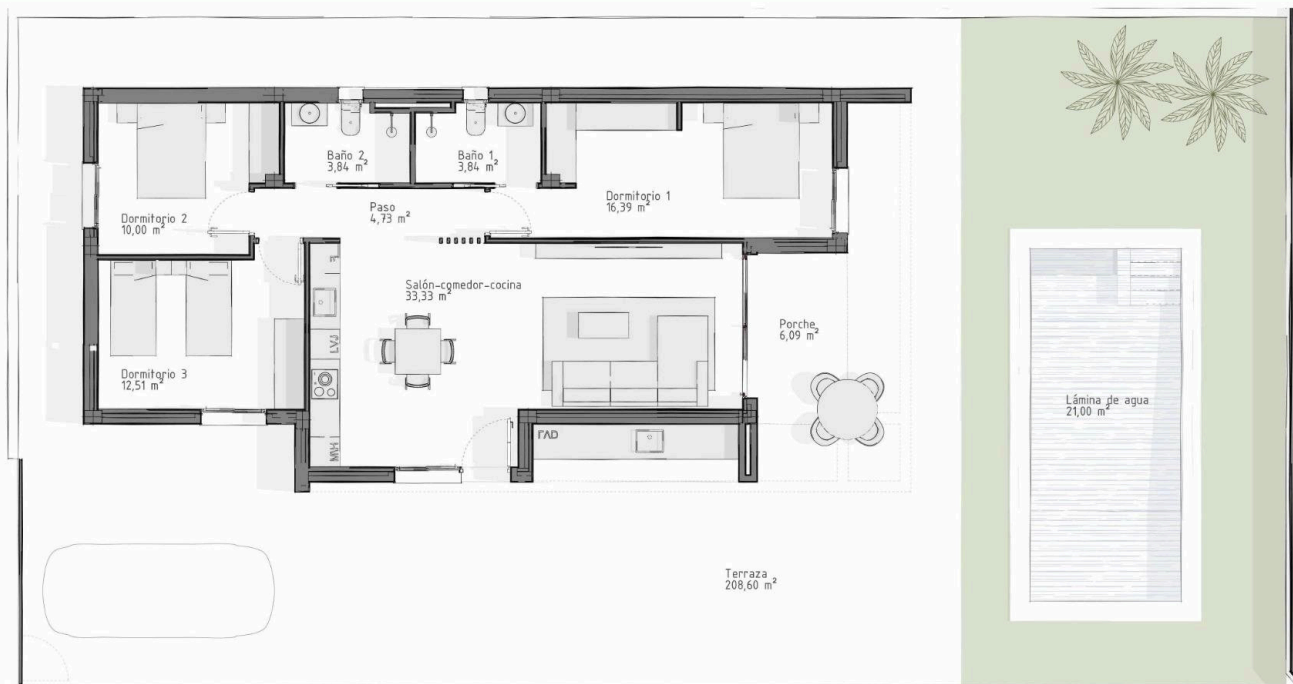 Baño 2
3,84 m²
Baño 1
3,84 m²
Dormitorio 1
16,39 m²
Paso
4,73 m²
Dormitorio 2
10,00 m²
Salón-comedor-cocina
33,33 m²
Porche
6,09 m²
Dormitorio 3
12,51 m²
Lámina de agua
21,00 m²
LVJ
LAD
MVH
Terraza
208,60 m²